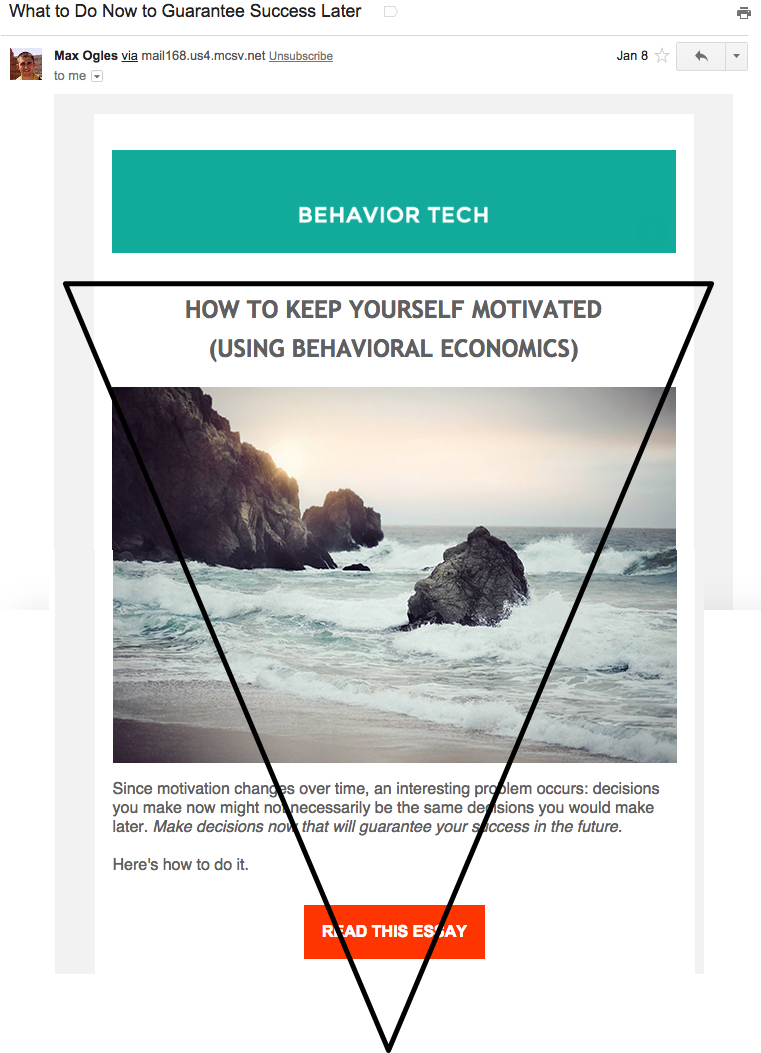 What to Do Now to Guarantee Success Later
Max Ogles via mail168.us4.mcsv.net Unsubscribe
Jan 8
to me
BEHAVIOR TECH
HOW TO KEEP YOURSELF MOTIVATED
(USING BEHAVIORAL ECONOMICS)
Since motivation changes over time, an interesting problem occurs: decisions
you make now might not necessarily be the same decisions you would make
later. Make decisions now that will guarantee your success in the future.
Here's how to do it.
READ THIS ESSAY